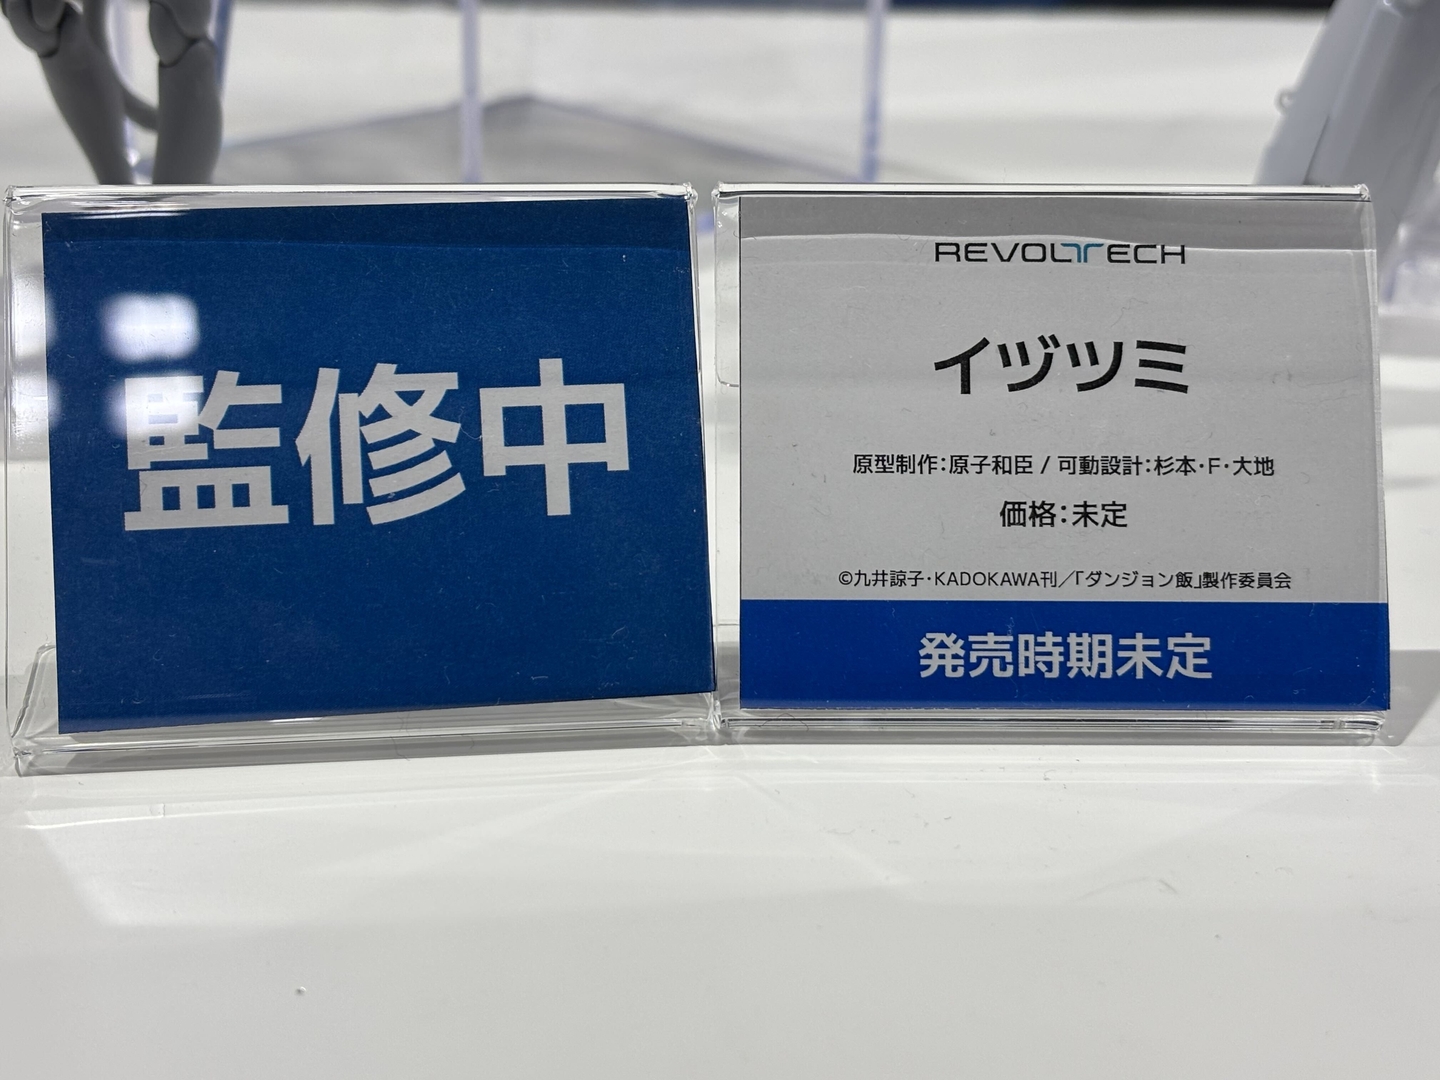 監修中
REVOLTECH
イヅツミ
原型制作：原子和臣 / 可動設計：杉本・F・大地
価格：未定
©九井諒子・KADOKAWA刊／「ダンジョン飯」製作委員会
発売時期未定